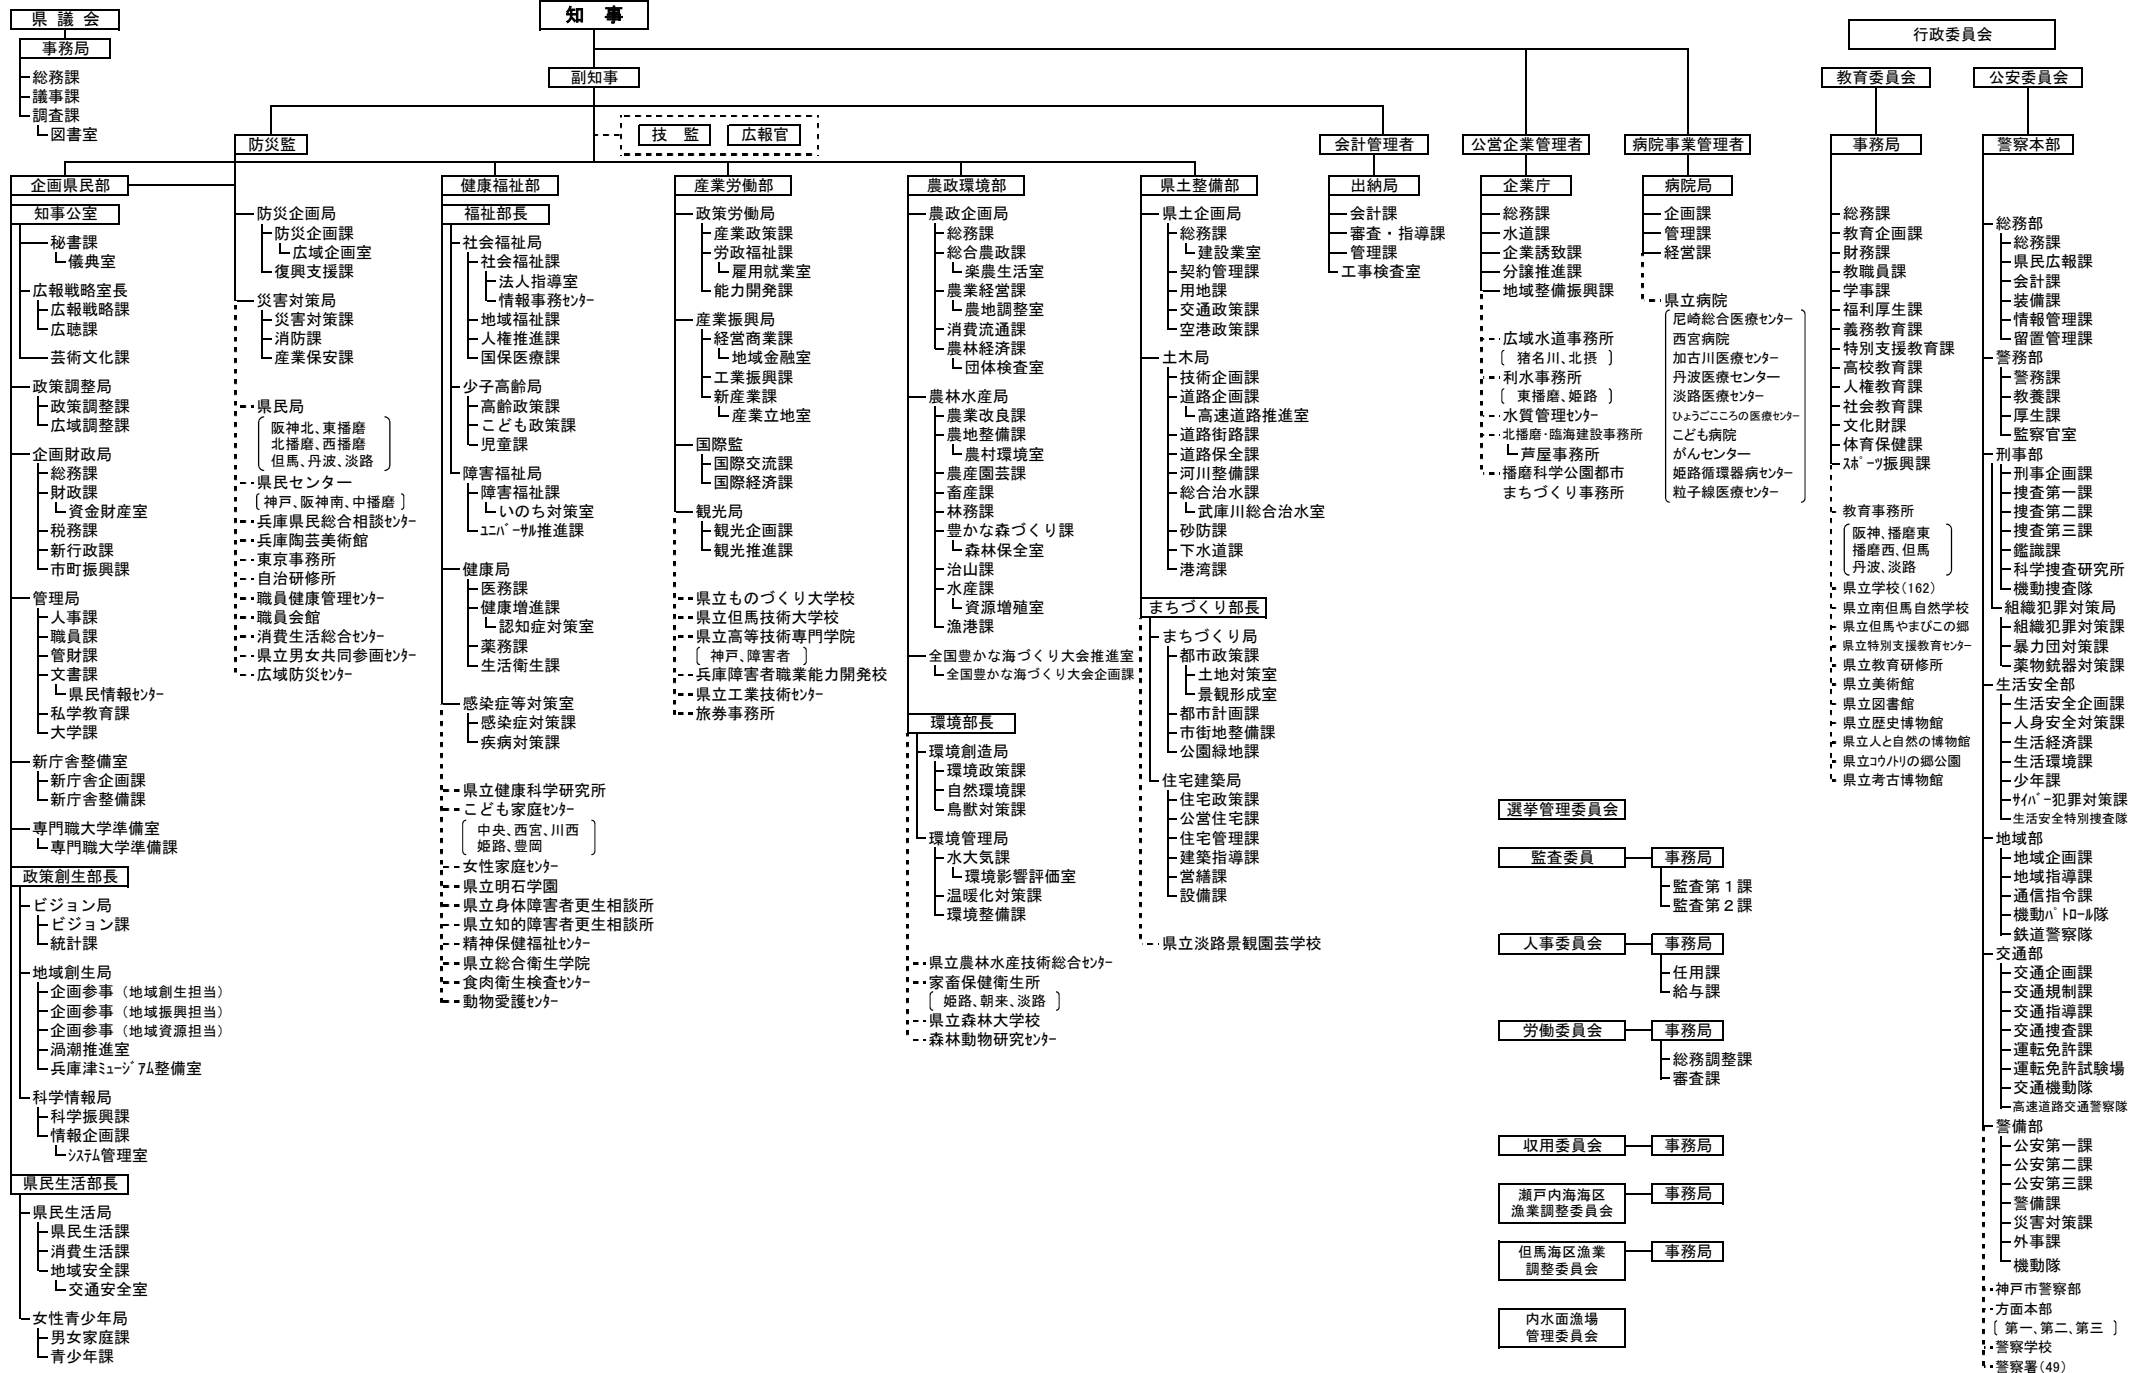 県 議 会
事務局
総務課
議事課
調査課
図書室
知 事
副知事
技 監
広報官
防災監
会計管理者
公営企業管理者
病院事業管理者
行政委員会
教育委員会
公安委員会
企画県民部
知事公室
秘書課
儀典室
広報戦略室長
広報戦略課
広聴課
芸術文化課
政策調整局
政策調整課
広域調整課
企画財政局
総務課
財政課
資金財産室
税務課
新行政課
市町振興課
管理局
人事課
職員課
管財課
文書課
県民情報ｾﾝﾀｰ
私学教育課
大学課
新庁舎整備室
新庁舎企画課
新庁舎整備課
専門職大学準備室
専門職大学準備課
政策創生部長
ビジョン局
ビジョン課
統計課
地域創生局
企画参事（地域創生担当）
企画参事（地域振興担当）
企画参事（地域資源担当）
渦潮推進室
兵庫津ﾐｭｰｼﾞｱﾑ整備室
科学情報局
科学振興課
情報企画課
ｼｽﾃﾑ管理室
県民生活部長
県民生活局
県民生活課
消費生活課
地域安全課
交通安全室
女性青少年局
男女家庭課
青少年課
防災企画局
防災企画課
広域企画室
復興支援課
災害対策局
災害対策課
消防課
産業保安課
県民局
阪神北、東播磨
北播磨、西播磨
但馬、丹波、淡路
県民センター
〔神戸、阪神南、中播磨〕
兵庫県民総合相談ｾﾝﾀｰ
兵庫陶芸美術館
東京事務所
自治研修所
職員健康管理ｾﾝﾀｰ
職員会館
消費生活総合ｾﾝﾀｰ
県立男女共同参画ｾﾝﾀｰ
広域防災ｾﾝﾀｰ
健康福祉部
福祉部長
社会福祉局
社会福祉課
法人指導室
情報事務ｾﾝﾀｰ
地域福祉課
人権推進課
国保医療課
少子高齢局
高齢政策課
こども政策課
児童課
障害福祉局
障害福祉課
いのち対策室
ﾕﾆﾊﾞｰｻﾙ推進課
健康局
医務課
健康増進課
認知症対策室
薬務課
生活衛生課
感染症等対策室
感染症対策課
疾病対策課
県立健康科学研究所
こども家庭ｾﾝﾀｰ
中央、西宮、川西
姫路、豊岡
女性家庭ｾﾝﾀｰ
県立明石学園
県立身体障害者更生相談所
県立知的障害者更生相談所
精神保健福祉ｾﾝﾀｰ
県立総合衛生学院
食肉衛生検査ｾﾝﾀｰ
動物愛護ｾﾝﾀｰ
産業労働部
政策労働局
産業政策課
労政福祉課
雇用就業室
能力開発課
産業振興局
経営商業課
地域金融室
工業振興課
新産業課
産業立地室
国際監
国際交流課
国際経済課
観光局
観光企画課
観光推進課
県立ものづくり大学校
県立但馬技術大学校
県立高等技術専門学院
〔 神戸、障害者 〕
兵庫障害者職業能力開発校
県立工業技術ｾﾝﾀｰ
旅券事務所
農政環境部
農政企画局
総務課
総合農政課
楽農生活室
農業経営課
農地調整室
消費流通課
農林経済課
団体検査室
農林水産局
農業改良課
農地整備課
農村環境室
農産園芸課
畜産課
林務課
豊かな森づくり課
森林保全室
治山課
水産課
資源増殖室
漁港課
全国豊かな海づくり大会推進室
全国豊かな海づくり大会企画課
環境部長
環境創造局
環境政策課
自然環境課
鳥獣対策課
環境管理局
水大気課
環境影響評価室
温暖化対策課
環境整備課
県立農林水産技術総合ｾﾝﾀｰ
家畜保健衛生所
〔 姫路、朝来、淡路 〕
県立森林大学校
森林動物研究ｾﾝﾀｰ
県土整備部
県土企画局
総務課
建設業室
契約管理課
用地課
交通政策課
空港政策課
土木局
技術企画課
道路企画課
高速道路推進室
道路街路課
道路保全課
河川整備課
総合治水課
武庫川総合治水室
砂防課
下水道課
港湾課
まちづくり部長
まちづくり局
都市政策課
土地対策室
景観形成室
都市計画課
市街地整備課
公園緑地課
住宅建築局
住宅政策課
公営住宅課
住宅管理課
建築指導課
営繕課
設備課
県立淡路景観園芸学校
出納局
会計課
審査・指導課
管理課
工事検査室
企業庁
総務課
水道課
企業誘致課
分譲推進課
地域整備振興課
広域水道事務所
〔 猪名川、北摂 〕
利水事務所
〔 東播磨、姫路 〕
水質管理ｾﾝﾀｰ
北播磨・臨海建設事務所
芦屋事務所
播磨科学公園都市
まちづくり事務所
病院局
企画課
管理課
経営課
県立病院
尼崎総合医療ｾﾝﾀｰ
西宮病院
加古川医療ｾﾝﾀｰ
丹波医療センター
淡路医療ｾﾝﾀｰ
ひょうごこころの医療ｾﾝﾀｰ
こども病院
がんセンター
姫路循環器病ｾﾝﾀｰ
粒子線医療ｾﾝﾀｰ
選挙管理委員会
監査委員
事務局
監査第１課
監査第２課
人事委員会
事務局
任用課
給与課
労働委員会
事務局
総務調整課
審査課
収用委員会
事務局
瀬戸内海海区
漁業調整委員会
事務局
但馬海区漁業
調整委員会
事務局
内水面漁場
管理委員会
事務局
総務課
教育企画課
財務課
教職員課
学事課
福利厚生課
義務教育課
特別支援教育課
高校教育課
人権教育課
社会教育課
文化財課
体育保健課
ｽﾎﾟｰﾂ振興課
教育事務所
阪神、播磨東
播磨西、但馬
丹波、淡路
県立学校(162)
県立南但馬自然学校
県立但馬やまびこの郷
県立特別支援教育ｾﾝﾀｰ
県立教育研修所
県立美術館
県立図書館
県立歴史博物館
県立人と自然の博物館
県立ｺｳﾉﾄﾘの郷公園
県立考古博物館
警察本部
総務部
総務課
県民広報課
会計課
装備課
情報管理課
留置管理課
警務部
警務課
教養課
厚生課
監察官室
刑事部
刑事企画課
捜査第一課
捜査第二課
捜査第三課
鑑識課
科学捜査研究所
機動捜査隊
組織犯罪対策局
組織犯罪対策課
暴力団対策課
薬物銃器対策課
生活安全部
生活安全企画課
人身安全対策課
生活経済課
生活環境課
少年課
ｻｲﾊﾞｰ犯罪対策課
生活安全特別捜査隊
地域部
地域企画課
地域指導課
通信指令課
機動ﾊﾟﾄﾛｰﾙ隊
鉄道警察隊
交通部
交通企画課
交通規制課
交通指導課
交通捜査課
運転免許課
運転免許試験場
交通機動隊
高速道路交通警察隊
警備部
公安第一課
公安第二課
公安第三課
警備課
災害対策課
外事課
機動隊
神戸市警察部
方面本部
〔 第一、第二、第三 〕
警察学校
警察署(49)